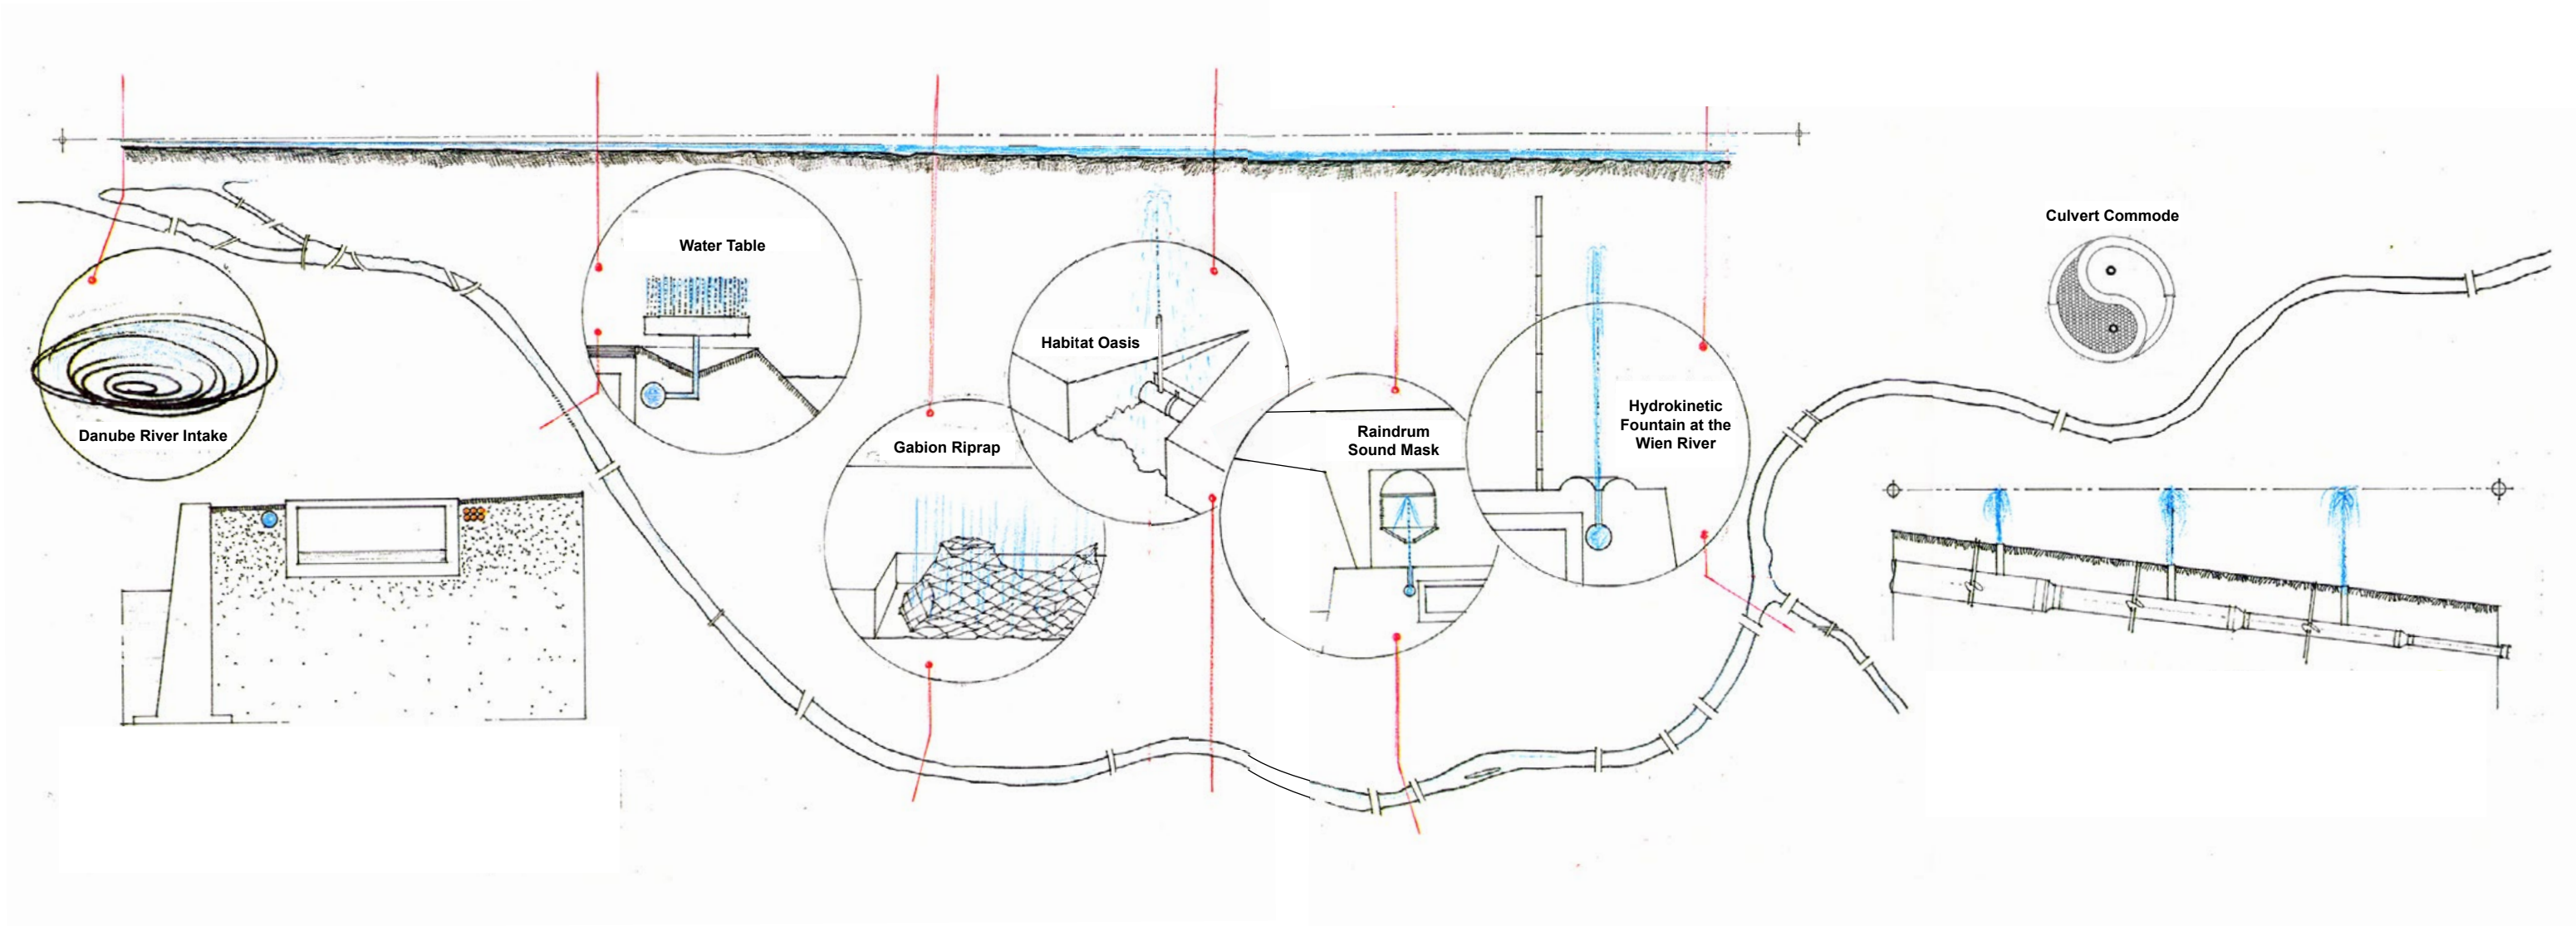 Culvert Commode
Water Table
Habitat Oasis
Danube River Intake
Gabion Riprap
Raindrum
Sound Mask
Hydrokinetic
Fountain at the
Wien River